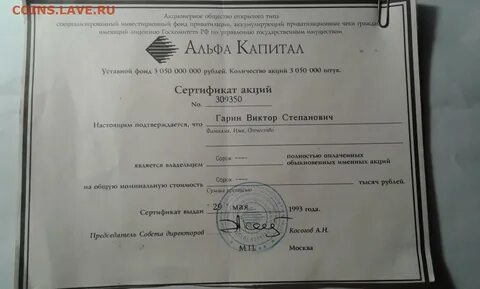 COINS.LAVE.RU
Акционерное общество открытого типа
специализированный инвестиционный фонд приватизации, аккумулирующий приватизационные чеки граждан,
имеющий лицензию Госкомитета РФ по управлению государственным имуществом.
АЛЬФА КАПИТАЛ
Уставной фонд 3 050 000 000 рублей. Количество акций 3 050 000 штук.
Сертификат акций
No. 309350
Настоящим подтверждается, что Гарин Виктор Степанович
Фамилия, Имя, Отчество
является владельцем Сорок полностью оплаченных
обыкновенных именных акций
на общую номинальную стоимость Сорок тысяч рублей.
Сумма прописью
Сертификат выдан 20 мая 1993 года.
Председатель Совета директоров Косогов А.Н.
М.П. Москва